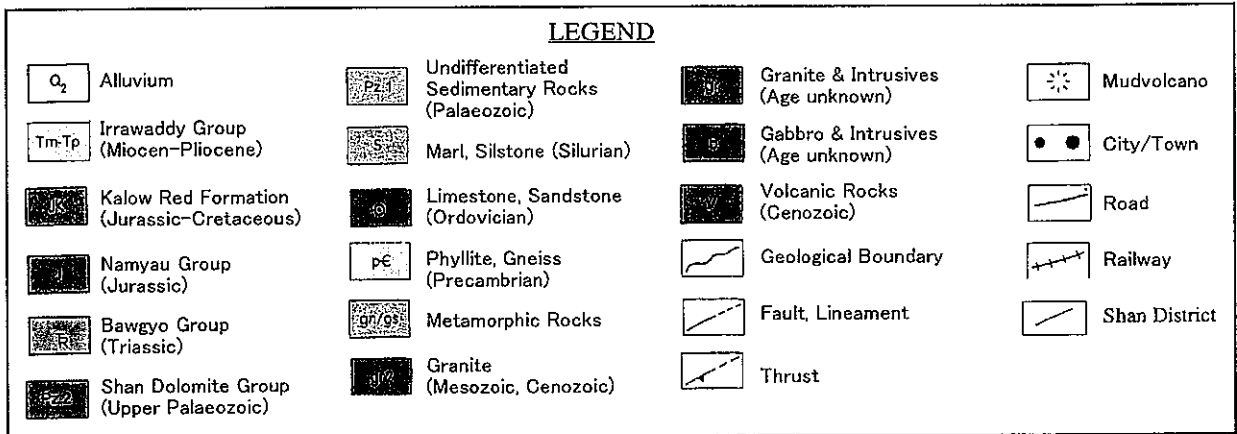 LEGEND
Q2 Alluvium
Tm-Tp Irrawaddy Group
(Miocen-Pliocene)
JK Kalow Red Formation
(Jurassic-Cretaceous)
J Namyau Group
(Jurassic)
R Bawgyo Group
(Triassic)
Pz2 Shan Dolomite Group
(Upper Palaeozoic)
Pz1 Undifferentiated
Sedimentary Rocks
(Palaeozoic)
S Marl, Silstone (Silurian)
O Limestone, Sandstone
(Ordovician)
p€ Phyllite, Gneiss
(Precambrian)
gn/gs Metamorphic Rocks
gr2 Granite
(Mesozoic, Cenozoic)
gr Granite & Intrusives
(Age unknown)
Gabbro & Intrusives
(Age unknown)
V Volcanic Rocks
(Cenozoic)
Geological Boundary
Fault, Lineament
Thrust
Mudvolcano
City/Town
Road
Railway
Shan District